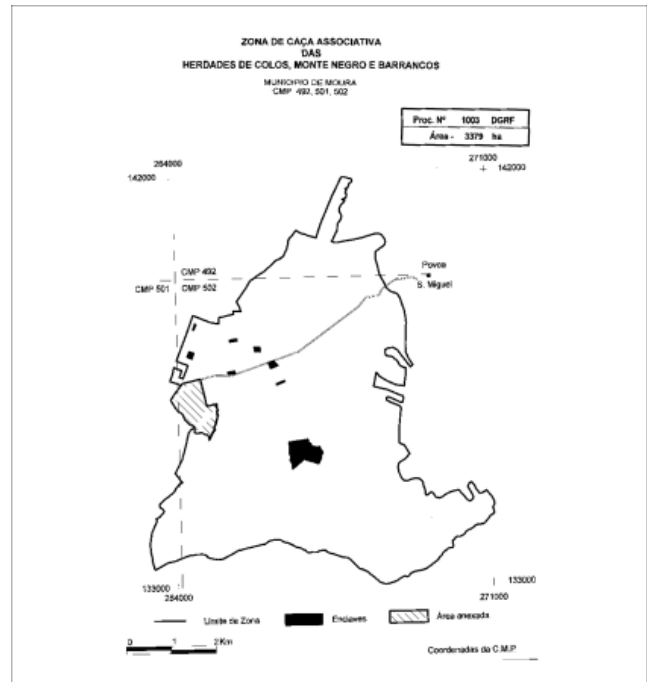 ZONA DE CAÇA ASSOCIATIVA
DAS
HERDADES DE COLOS, MONTE NEGRO E BARRANCOS
MUNICIPIO DE MOURA
CMP 492, 501, 502
Proc. Nº 1003 DGRF
Área - 3379 ha
264000
271000
142000
142000
CMP 492
Povoa
CMP 501
CMP 502
S. Miguel
133000
133000
264000
271000
Limite de Zona
Enclaves
Área anexada
0 1 2Km
Coordenadas da C.M.P